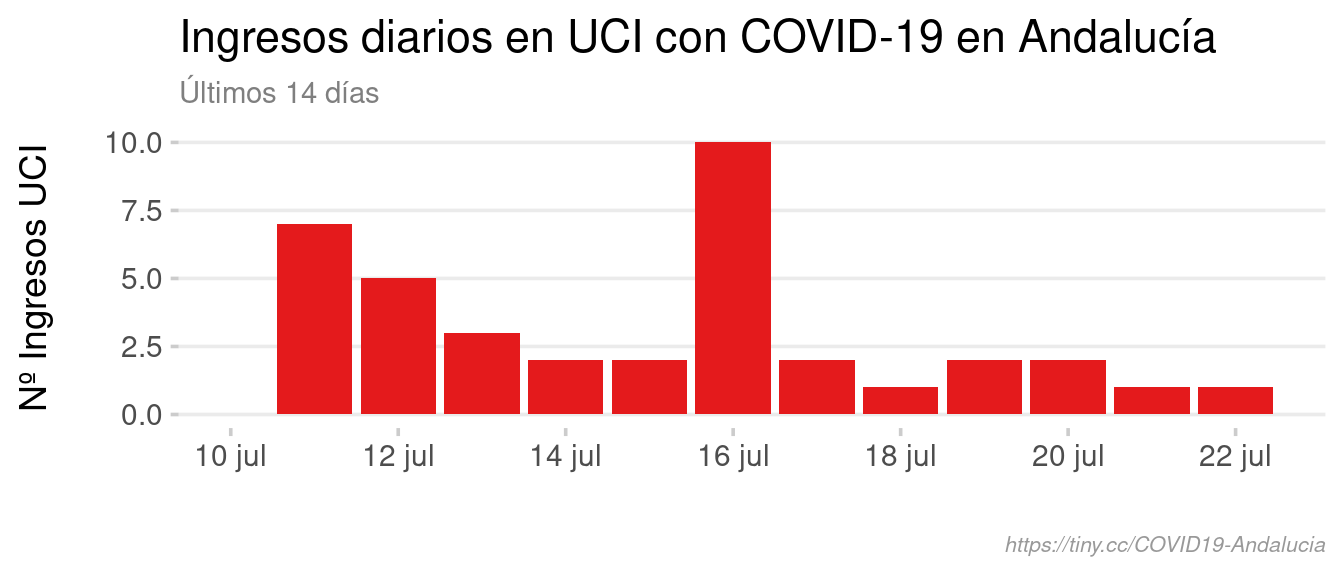 Ingresos diarios en UCI con COVID-19 en Andalucía
Últimos 14 días
Nº Ingresos UCI
10.0
7.5
5.0
2.5
0.0
10 jul 12 jul 14 jul 16 jul 18 jul 20 jul 22 jul
https://tiny.cc/COVID19-Andalucia